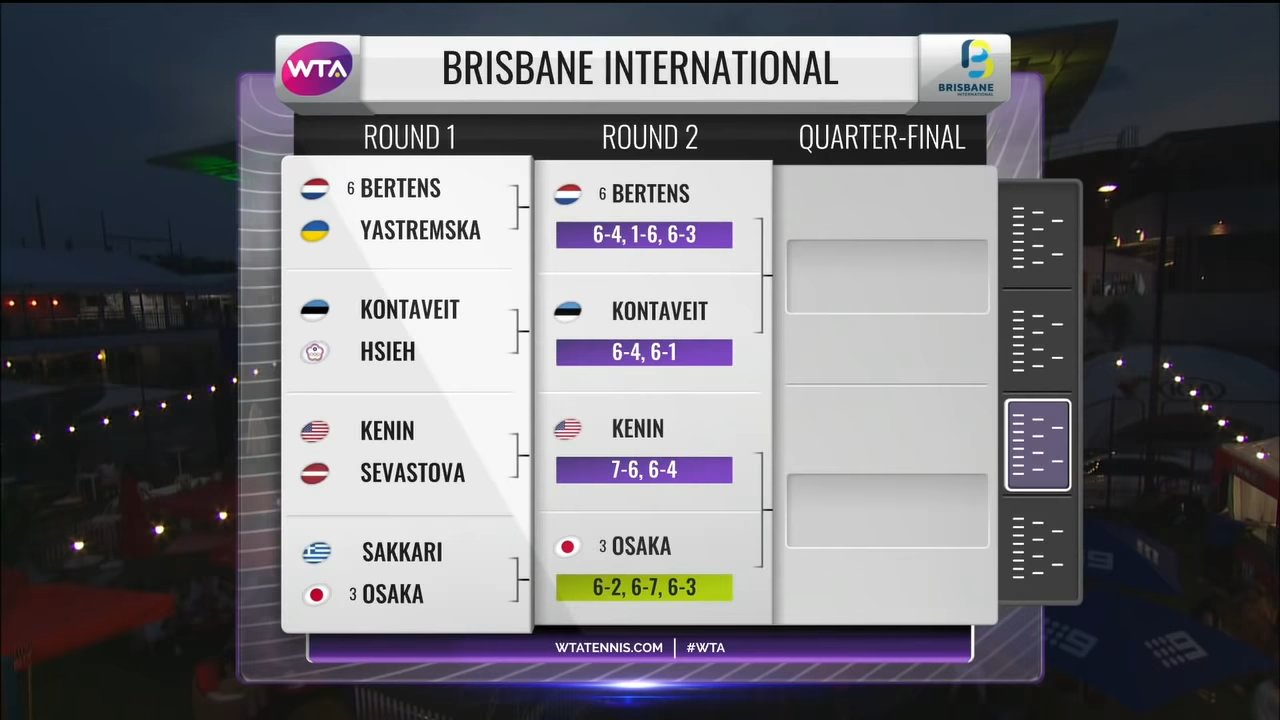 WTA
BRISBANE INTERNATIONAL
BRISBANE
INTERNATIONAL
ROUND 1
ROUND 2
QUARTER-FINAL
6 BERTENS
YASTREMSKA
KONTAVEIT
HSIEH
KENIN
SEVASTOVA
SAKKARI
3 OSAKA
6 BERTENS
6-4, 1-6, 6-3
KONTAVEIT
6-4, 6-1
KENIN
7-6, 6-4
3 OSAKA
6-2, 6-7, 6-3
WTATENNIS.COM | #WTA